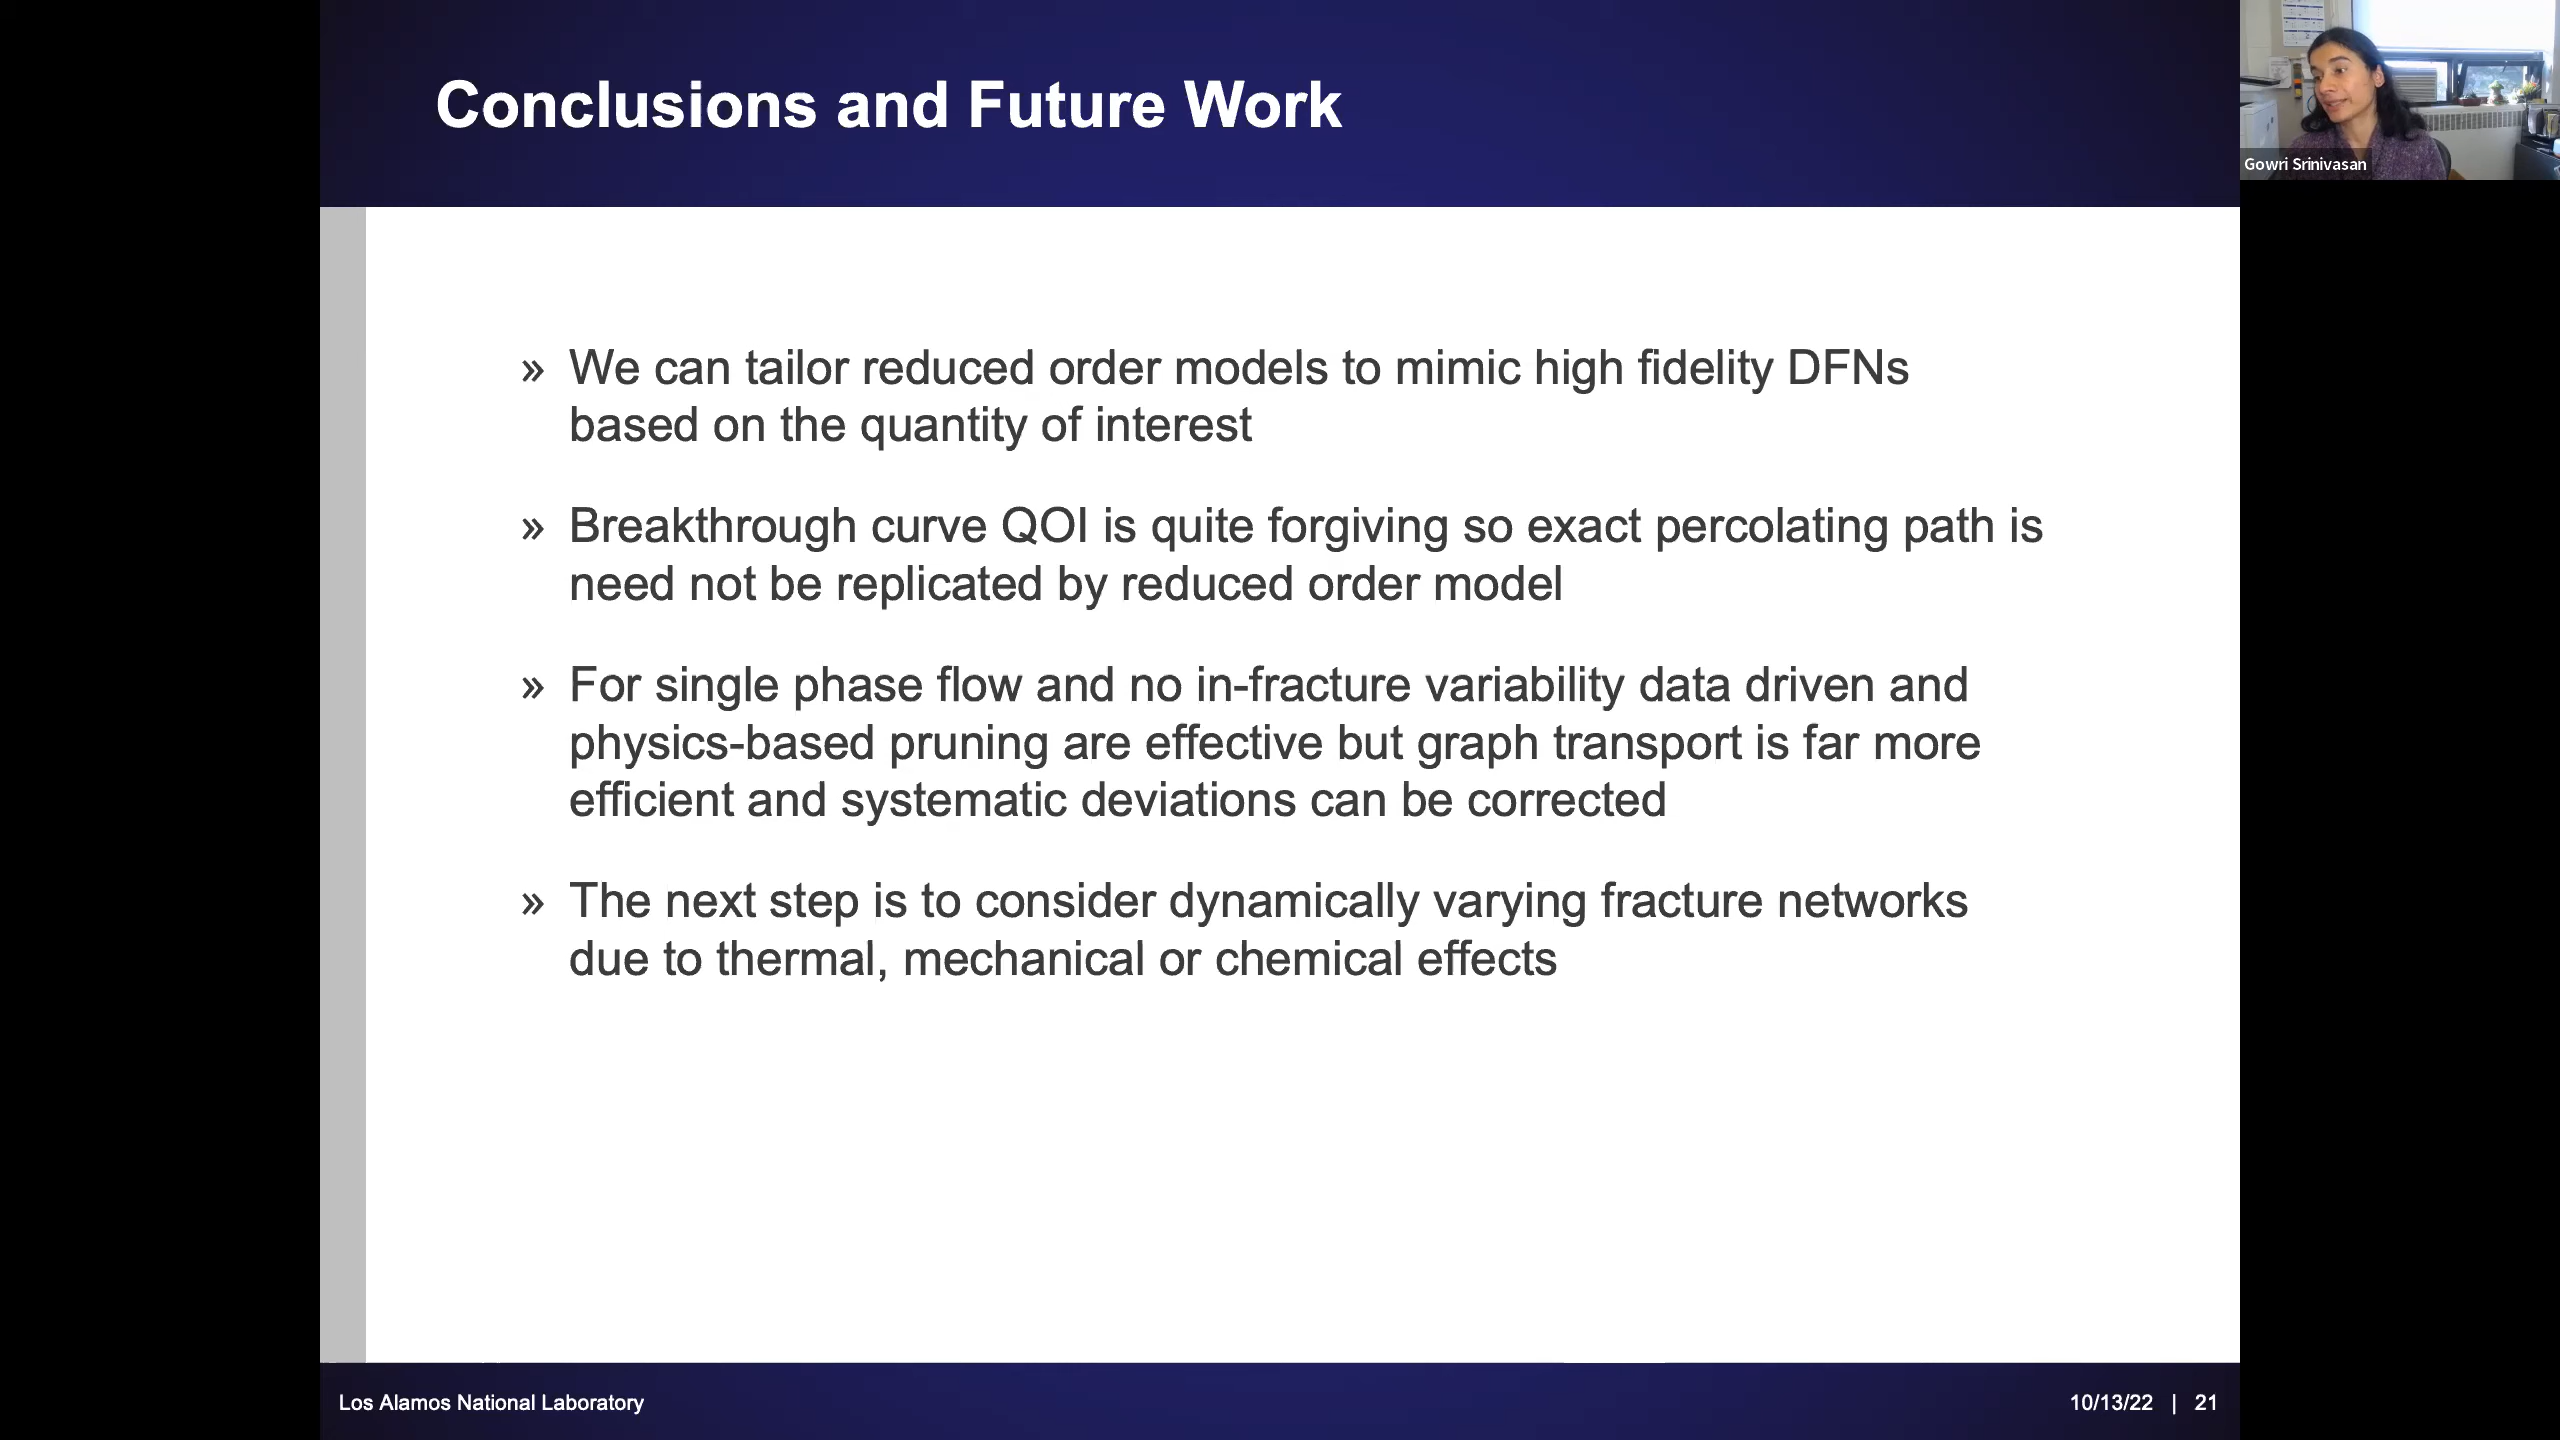 Conclusions and Future Work
Gowri Srinivasan
» We can tailor reduced order models to mimic high fidelity DFNs
based on the quantity of interest
» Breakthrough curve QOI is quite forgiving so exact percolating path is
need not be replicated by reduced order model
» For single phase flow and no in-fracture variability data driven and
physics-based pruning are effective but graph transport is far more
efficient and systematic deviations can be corrected
» The next step is to consider dynamically varying fracture networks
due to thermal, mechanical or chemical effects
Los Alamos National Laboratory
10/13/22 | 21